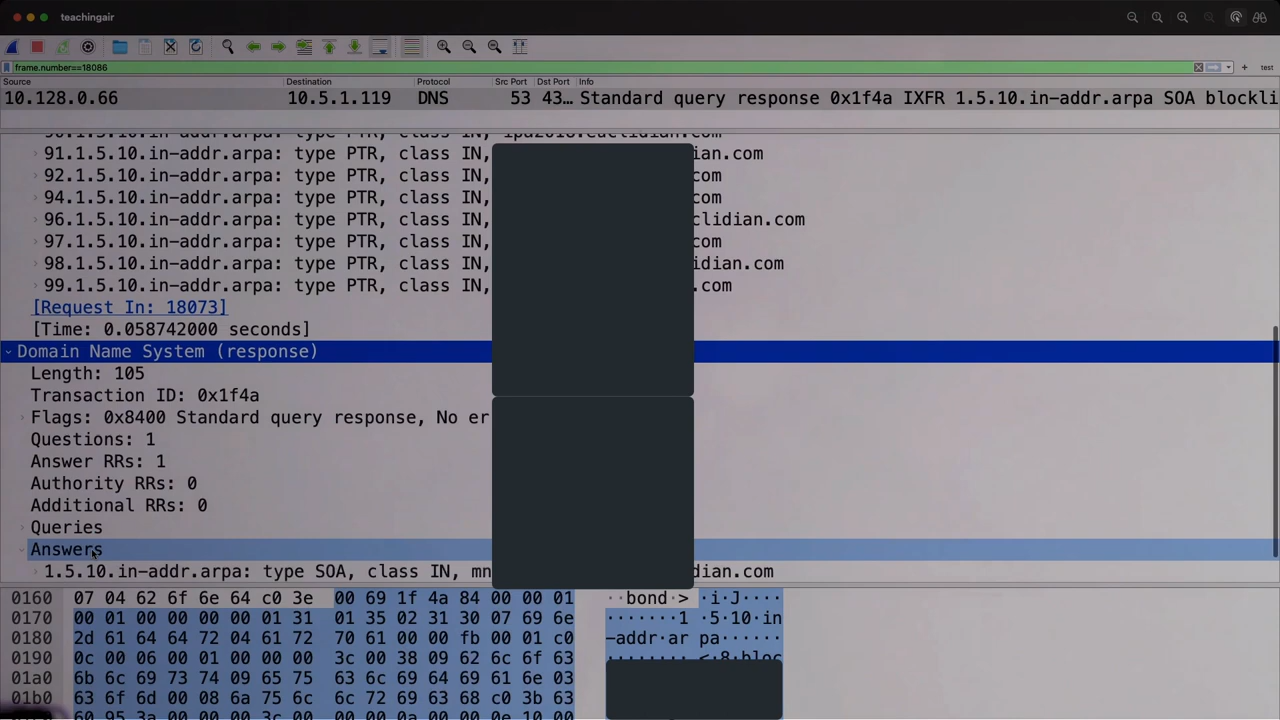 teachingair
frame.number==18086
test
Source Destination Protocol Src Port Dst Port Info
10.128.0.66 10.5.1.119 DNS 53 43… Standard query response 0x1f4a IXFR 1.5.10.in-addr.arpa SOA blockli
91.1.5.10.in-addr.arpa: type PTR, class IN, ian.com
92.1.5.10.in-addr.arpa: type PTR, class IN, com
94.1.5.10.in-addr.arpa: type PTR, class IN, com
96.1.5.10.in-addr.arpa: type PTR, class IN, clidian.com
97.1.5.10.in-addr.arpa: type PTR, class IN, com
98.1.5.10.in-addr.arpa: type PTR, class IN, idian.com
99.1.5.10.in-addr.arpa: type PTR, class IN, .com
[Request In: 18073]
[Time: 0.058742000 seconds]
Domain Name System (response)
Length: 105
Transaction ID: 0x1f4a
Flags: 0x8400 Standard query response, No er
Questions: 1
Answer RRs: 1
Authority RRs: 0
Additional RRs: 0
Queries
Answers
1.5.10.in-addr.arpa: type SOA, class IN, mn dian.com
0160 07 04 62 6f 6e 64 c0 3e 00 69 1f 4a 84 00 00 01 ··bond·> ·i·J····
0170 00 01 00 00 00 00 01 31 01 35 02 31 30 07 69 6e ·······1 ·5·10·in
0180 2d 61 64 64 72 04 61 72 70 61 00 00 fb 00 01 c0 -addr·ar pa······
0190 0c 00 06 00 01 00 00 00 3c 00 38 09 62 6c 6f 63 ········ <·8·bloc
01a0 6b 6c 69 73 74 09 65 75 63 6c 69 64 69 61 6e 03
01b0 63 6f 6d 00 08 6a 75 6c 6c 72 69 63 68 c0 3b 63